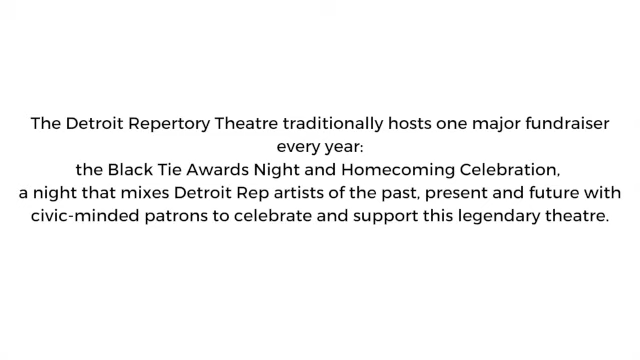 The Detroit Repertory Theatre traditionally hosts one major fundraiser
every year:
the Black Tie Awards Night and Homecoming Celebration,
a night that mixes Detroit Rep artists of the past, present and future with
civic-minded patrons to celebrate and support this legendary theatre.